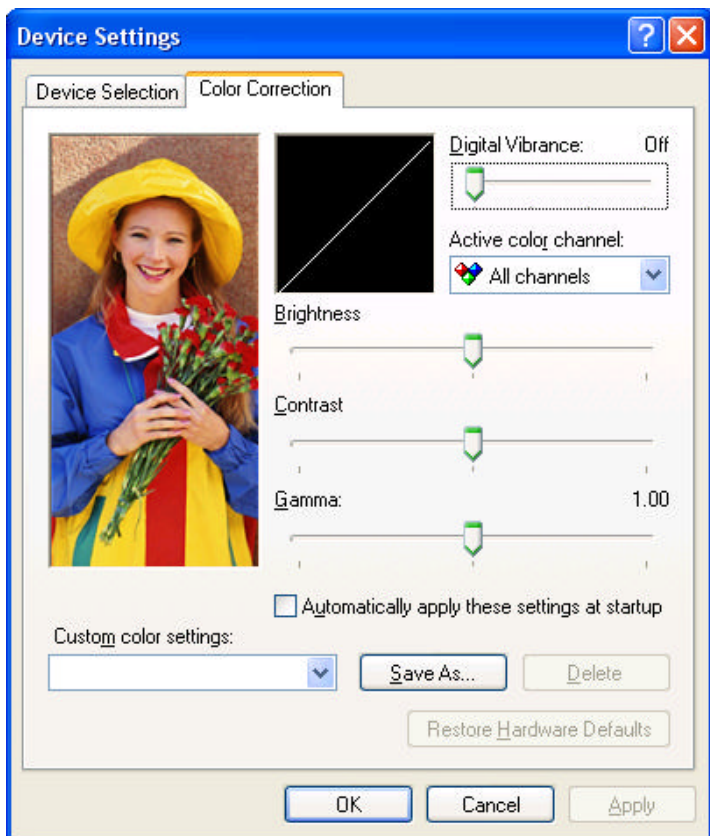 Device Settings
Device Selection
Color Correction
Digital Vibrance: Off
Active color channel:
All channels
Brightness
Contrast
Gamma: 1.00
Automatically apply these settings at startup
Custom color settings:
Save As...
Delete
Restore Hardware Defaults
OK
Cancel
Apply